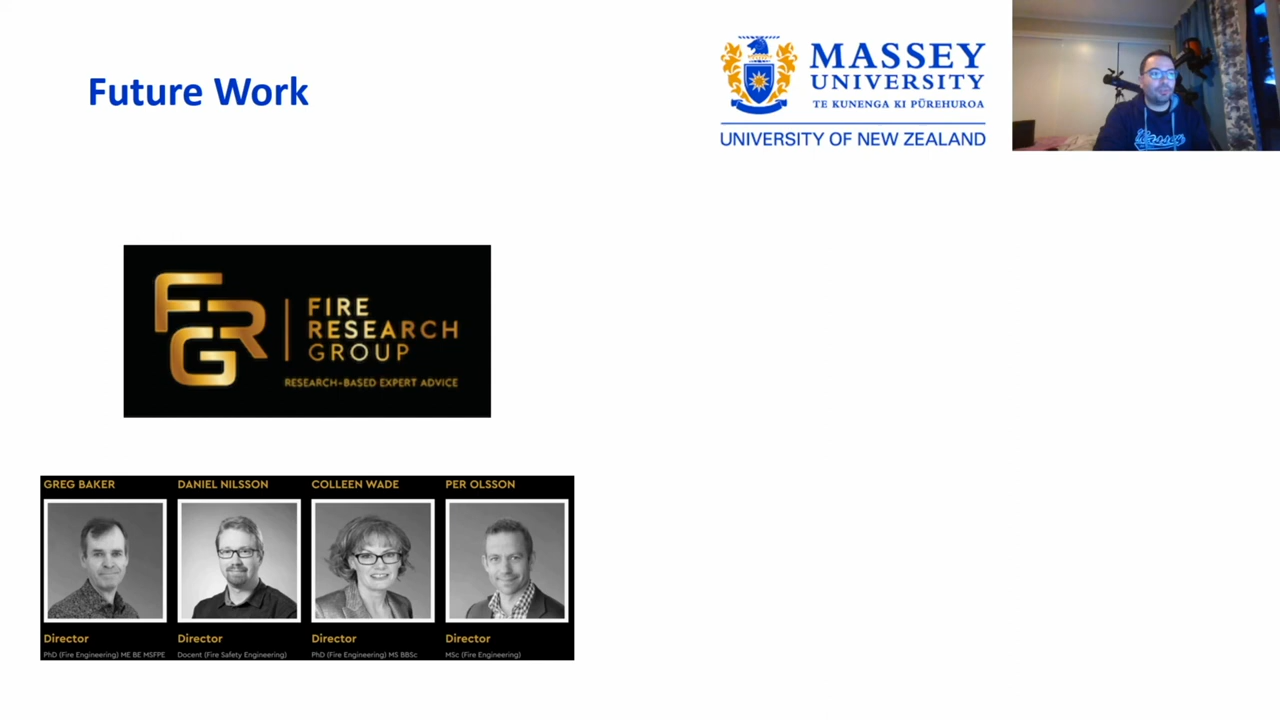 Future Work
MASSEY
UNIVERSITY
TE KUNENGA KI PŪREHUROA
UNIVERSITY OF NEW ZEALAND
Massey
FRG
FIRE
RESEARCH
GROUP
RESEARCH-BASED EXPERT ADVICE
GREG BAKER
DANIEL NILSSON
COLLEEN WADE
PER OLSSON
Director
Director
Director
Director
PhD (Fire Engineering) ME BE MSFPE
Docent (Fire Safety Engineering)
PhD (Fire Engineering) MS BBSc
MSc (Fire Engineering)